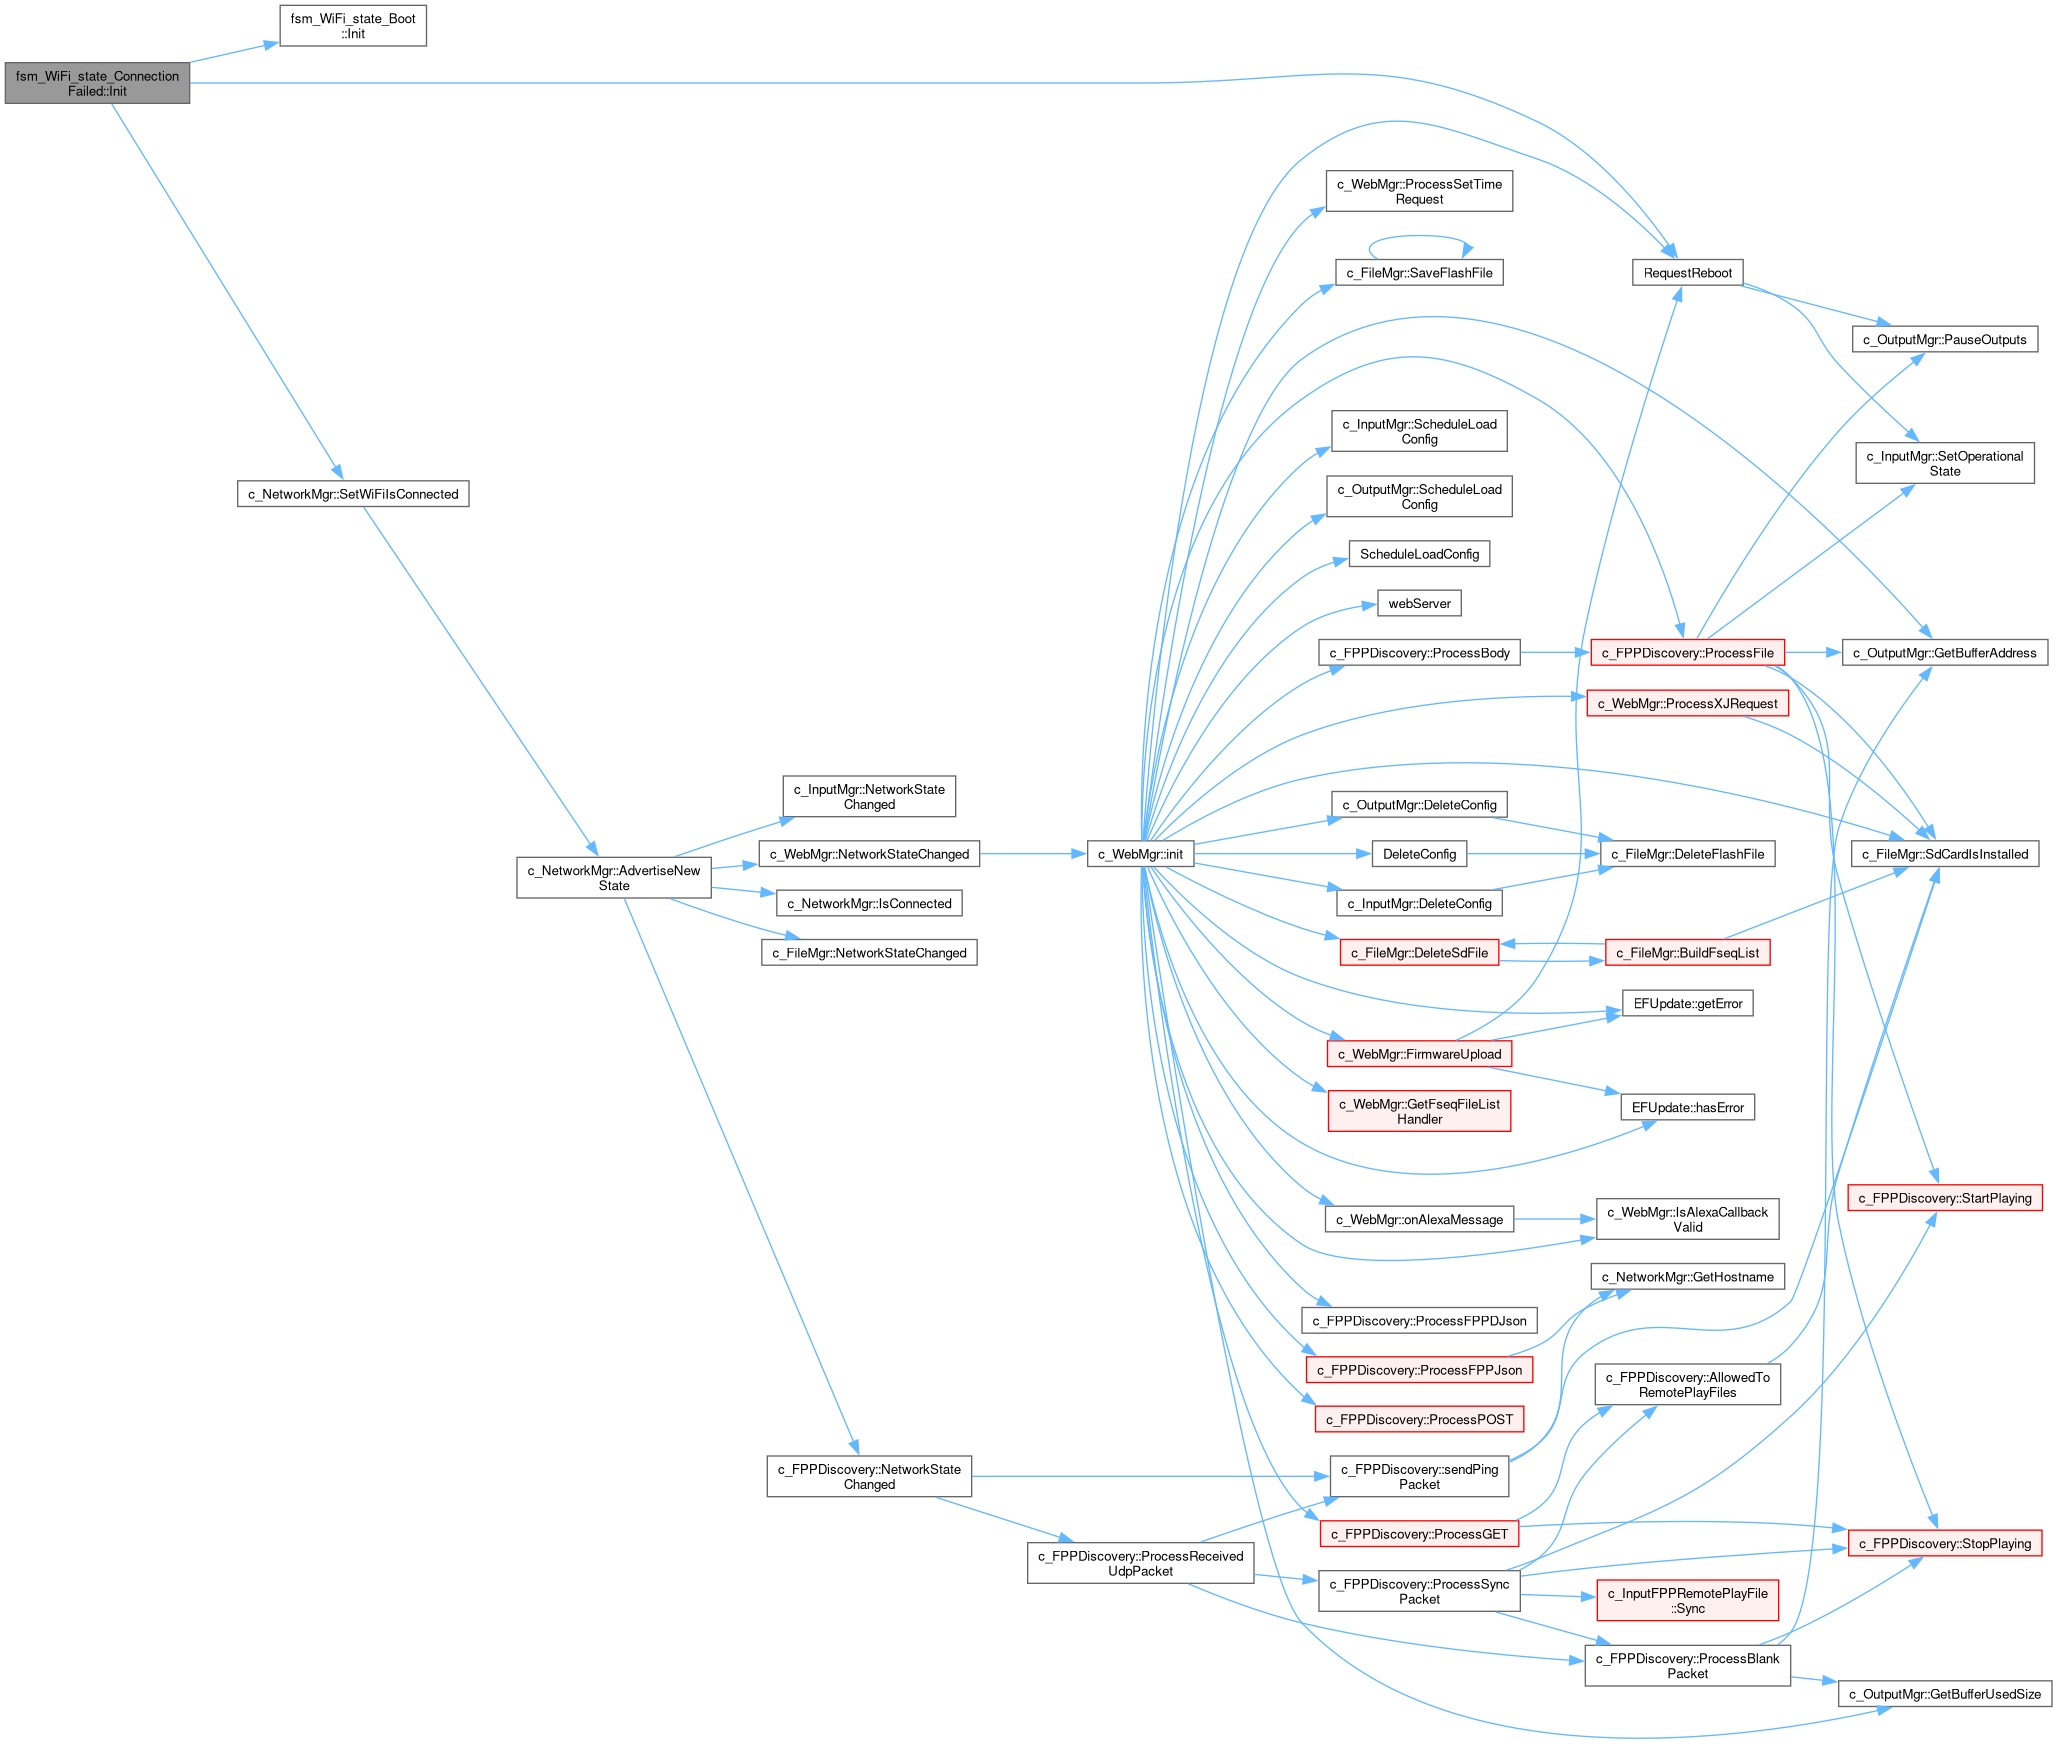 fsm_WiFi_state_Boot
::Init
fsm_WiFi_state_Connection
Failed::Init
c_WebMgr::ProcessSetTime
Request
c_FileMgr::SaveFlashFile
RequestReboot
c_OutputMgr::PauseOutputs
c_InputMgr::ScheduleLoad
Config
c_InputMgr::SetOperational
State
c_NetworkMgr::SetWiFiIsConnected
c_OutputMgr::ScheduleLoad
Config
ScheduleLoadConfig
webServer
c_FPPDiscovery::ProcessBody
c_FPPDiscovery::ProcessFile
c_OutputMgr::GetBufferAddress
c_WebMgr::ProcessXJRequest
c_InputMgr::NetworkState
Changed
c_OutputMgr::DeleteConfig
c_WebMgr::NetworkStateChanged
c_WebMgr::init
DeleteConfig
c_FileMgr::DeleteFlashFile
c_FileMgr::SdCardIsInstalled
c_NetworkMgr::AdvertiseNew
State
c_NetworkMgr::IsConnected
c_InputMgr::DeleteConfig
c_FileMgr::NetworkStateChanged
c_FileMgr::DeleteSdFile
c_FileMgr::BuildFseqList
EFUpdate::getError
c_WebMgr::FirmwareUpload
c_WebMgr::GetFseqFileList
Handler
EFUpdate::hasError
c_FPPDiscovery::StartPlaying
c_WebMgr::onAlexaMessage
c_WebMgr::IsAlexaCallback
Valid
c_NetworkMgr::GetHostname
c_FPPDiscovery::ProcessFPPDJson
c_FPPDiscovery::ProcessFPPJson
c_FPPDiscovery::AllowedTo
RemotePlayFiles
c_FPPDiscovery::ProcessPOST
c_FPPDiscovery::NetworkState
Changed
c_FPPDiscovery::sendPing
Packet
c_FPPDiscovery::ProcessGET
c_FPPDiscovery::StopPlaying
c_FPPDiscovery::ProcessReceived
UdpPacket
c_FPPDiscovery::ProcessSync
Packet
c_InputFPPRemotePlayFile
::Sync
c_FPPDiscovery::ProcessBlank
Packet
c_OutputMgr::GetBufferUsedSize